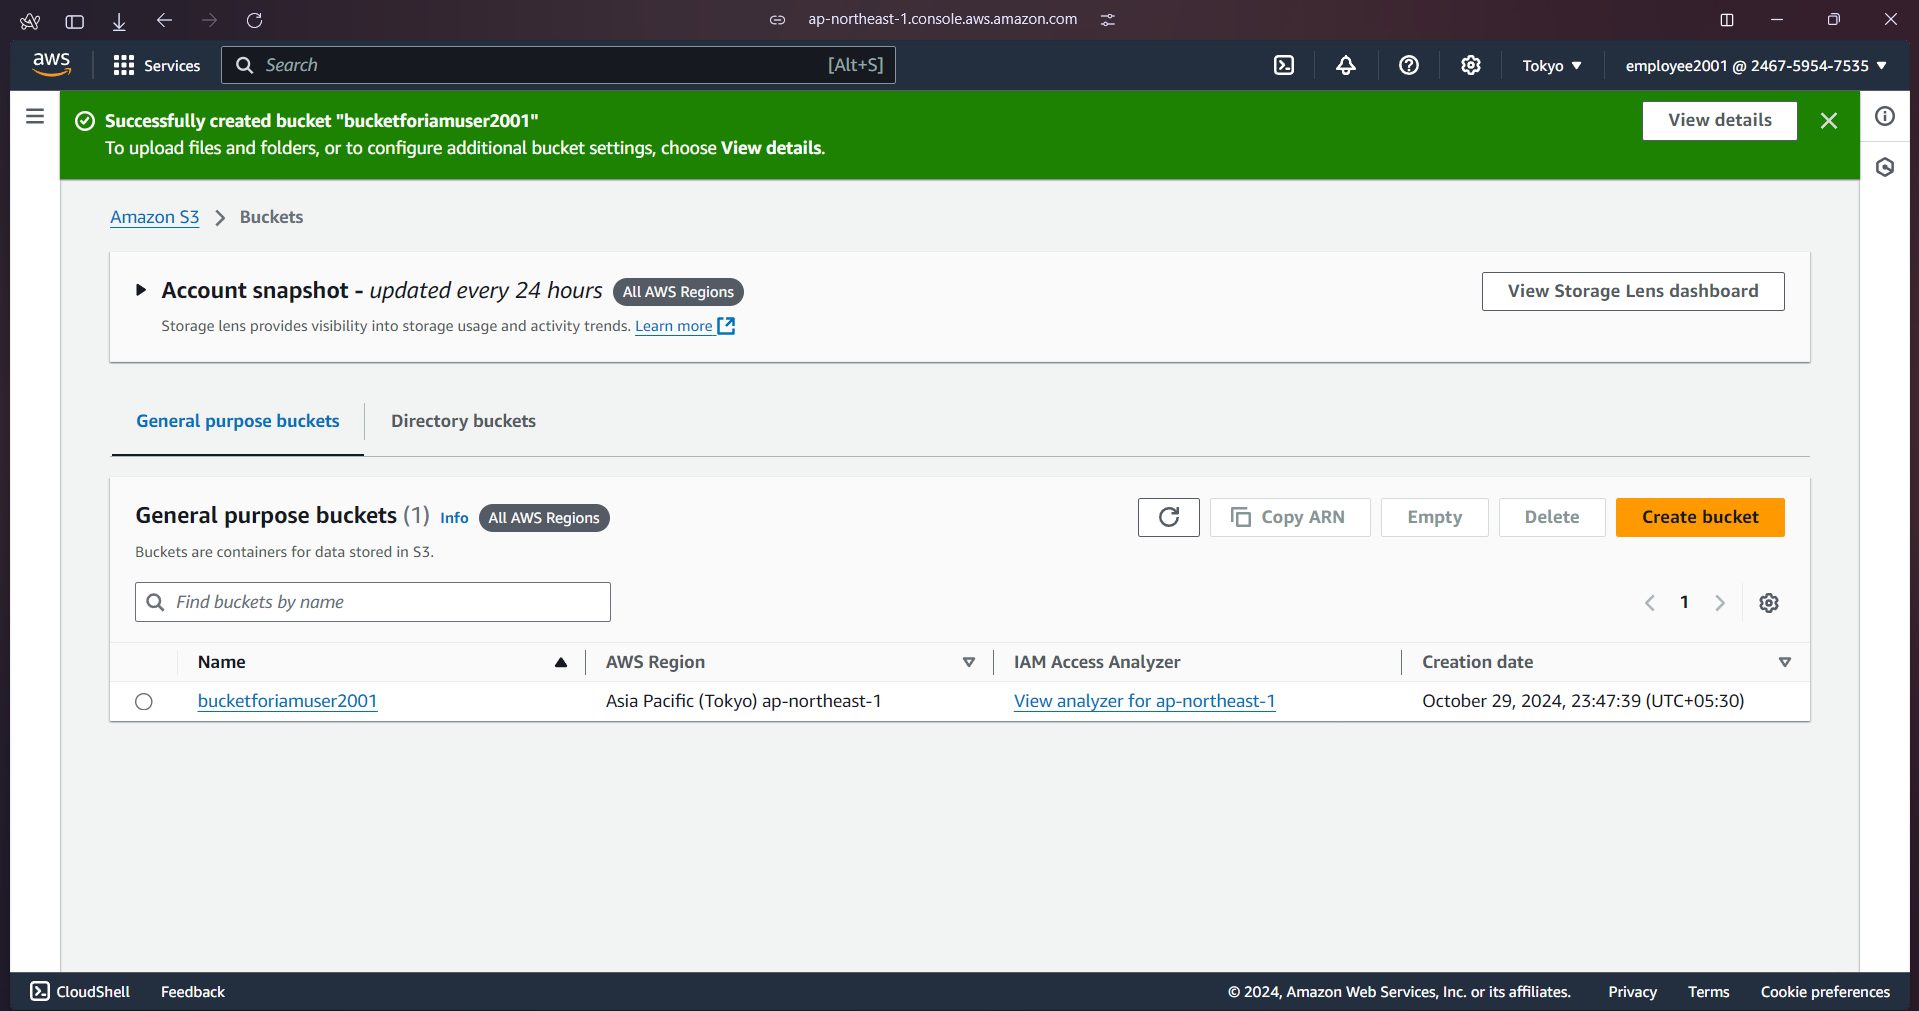 ap-northeast-1.console.aws.amazon.com
aws
Services
Search
[Alt+S]
Tokyo
employee2001 @ 2467-5954-7535
Successfully created bucket "bucketforiamuser2001"
To upload files and folders, or to configure additional bucket settings, choose View details.
View details
Amazon S3
Buckets
Account snapshot - updated every 24 hours
All AWS Regions
Storage lens provides visibility into storage usage and activity trends. Learn more
View Storage Lens dashboard
General purpose buckets
Directory buckets
General purpose buckets (1)
Info
All AWS Regions
Buckets are containers for data stored in S3.
Copy ARN
Empty
Delete
Create bucket
Find buckets by name
1
Name
AWS Region
IAM Access Analyzer
Creation date
bucketforiamuser2001
Asia Pacific (Tokyo) ap-northeast-1
View analyzer for ap-northeast-1
October 29, 2024, 23:47:39 (UTC+05:30)
CloudShell
Feedback
© 2024, Amazon Web Services, Inc. or its affiliates.
Privacy
Terms
Cookie preferences